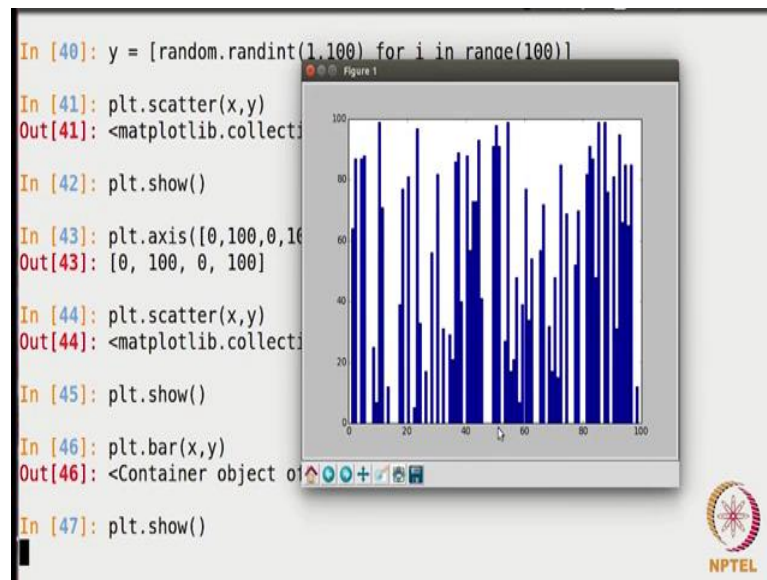 In [40]: y = [random.randint(1,100) for i in range(100)]
Figure 1
In [41]: plt.scatter(x,y)
Out[41]: <matplotlib.collecti
In [42]: plt.show()
In [43]: plt.axis([0,100,0,10
Out[43]: [0, 100, 0, 100]
In [44]: plt.scatter(x,y)
Out[44]: <matplotlib.collecti
In [45]: plt.show()
In [46]: plt.bar(x,y)
Out[46]: <Container object of
In [47]: plt.show()
100
80
60
40
20
0
0 20 40 60 80 100
NPTEL